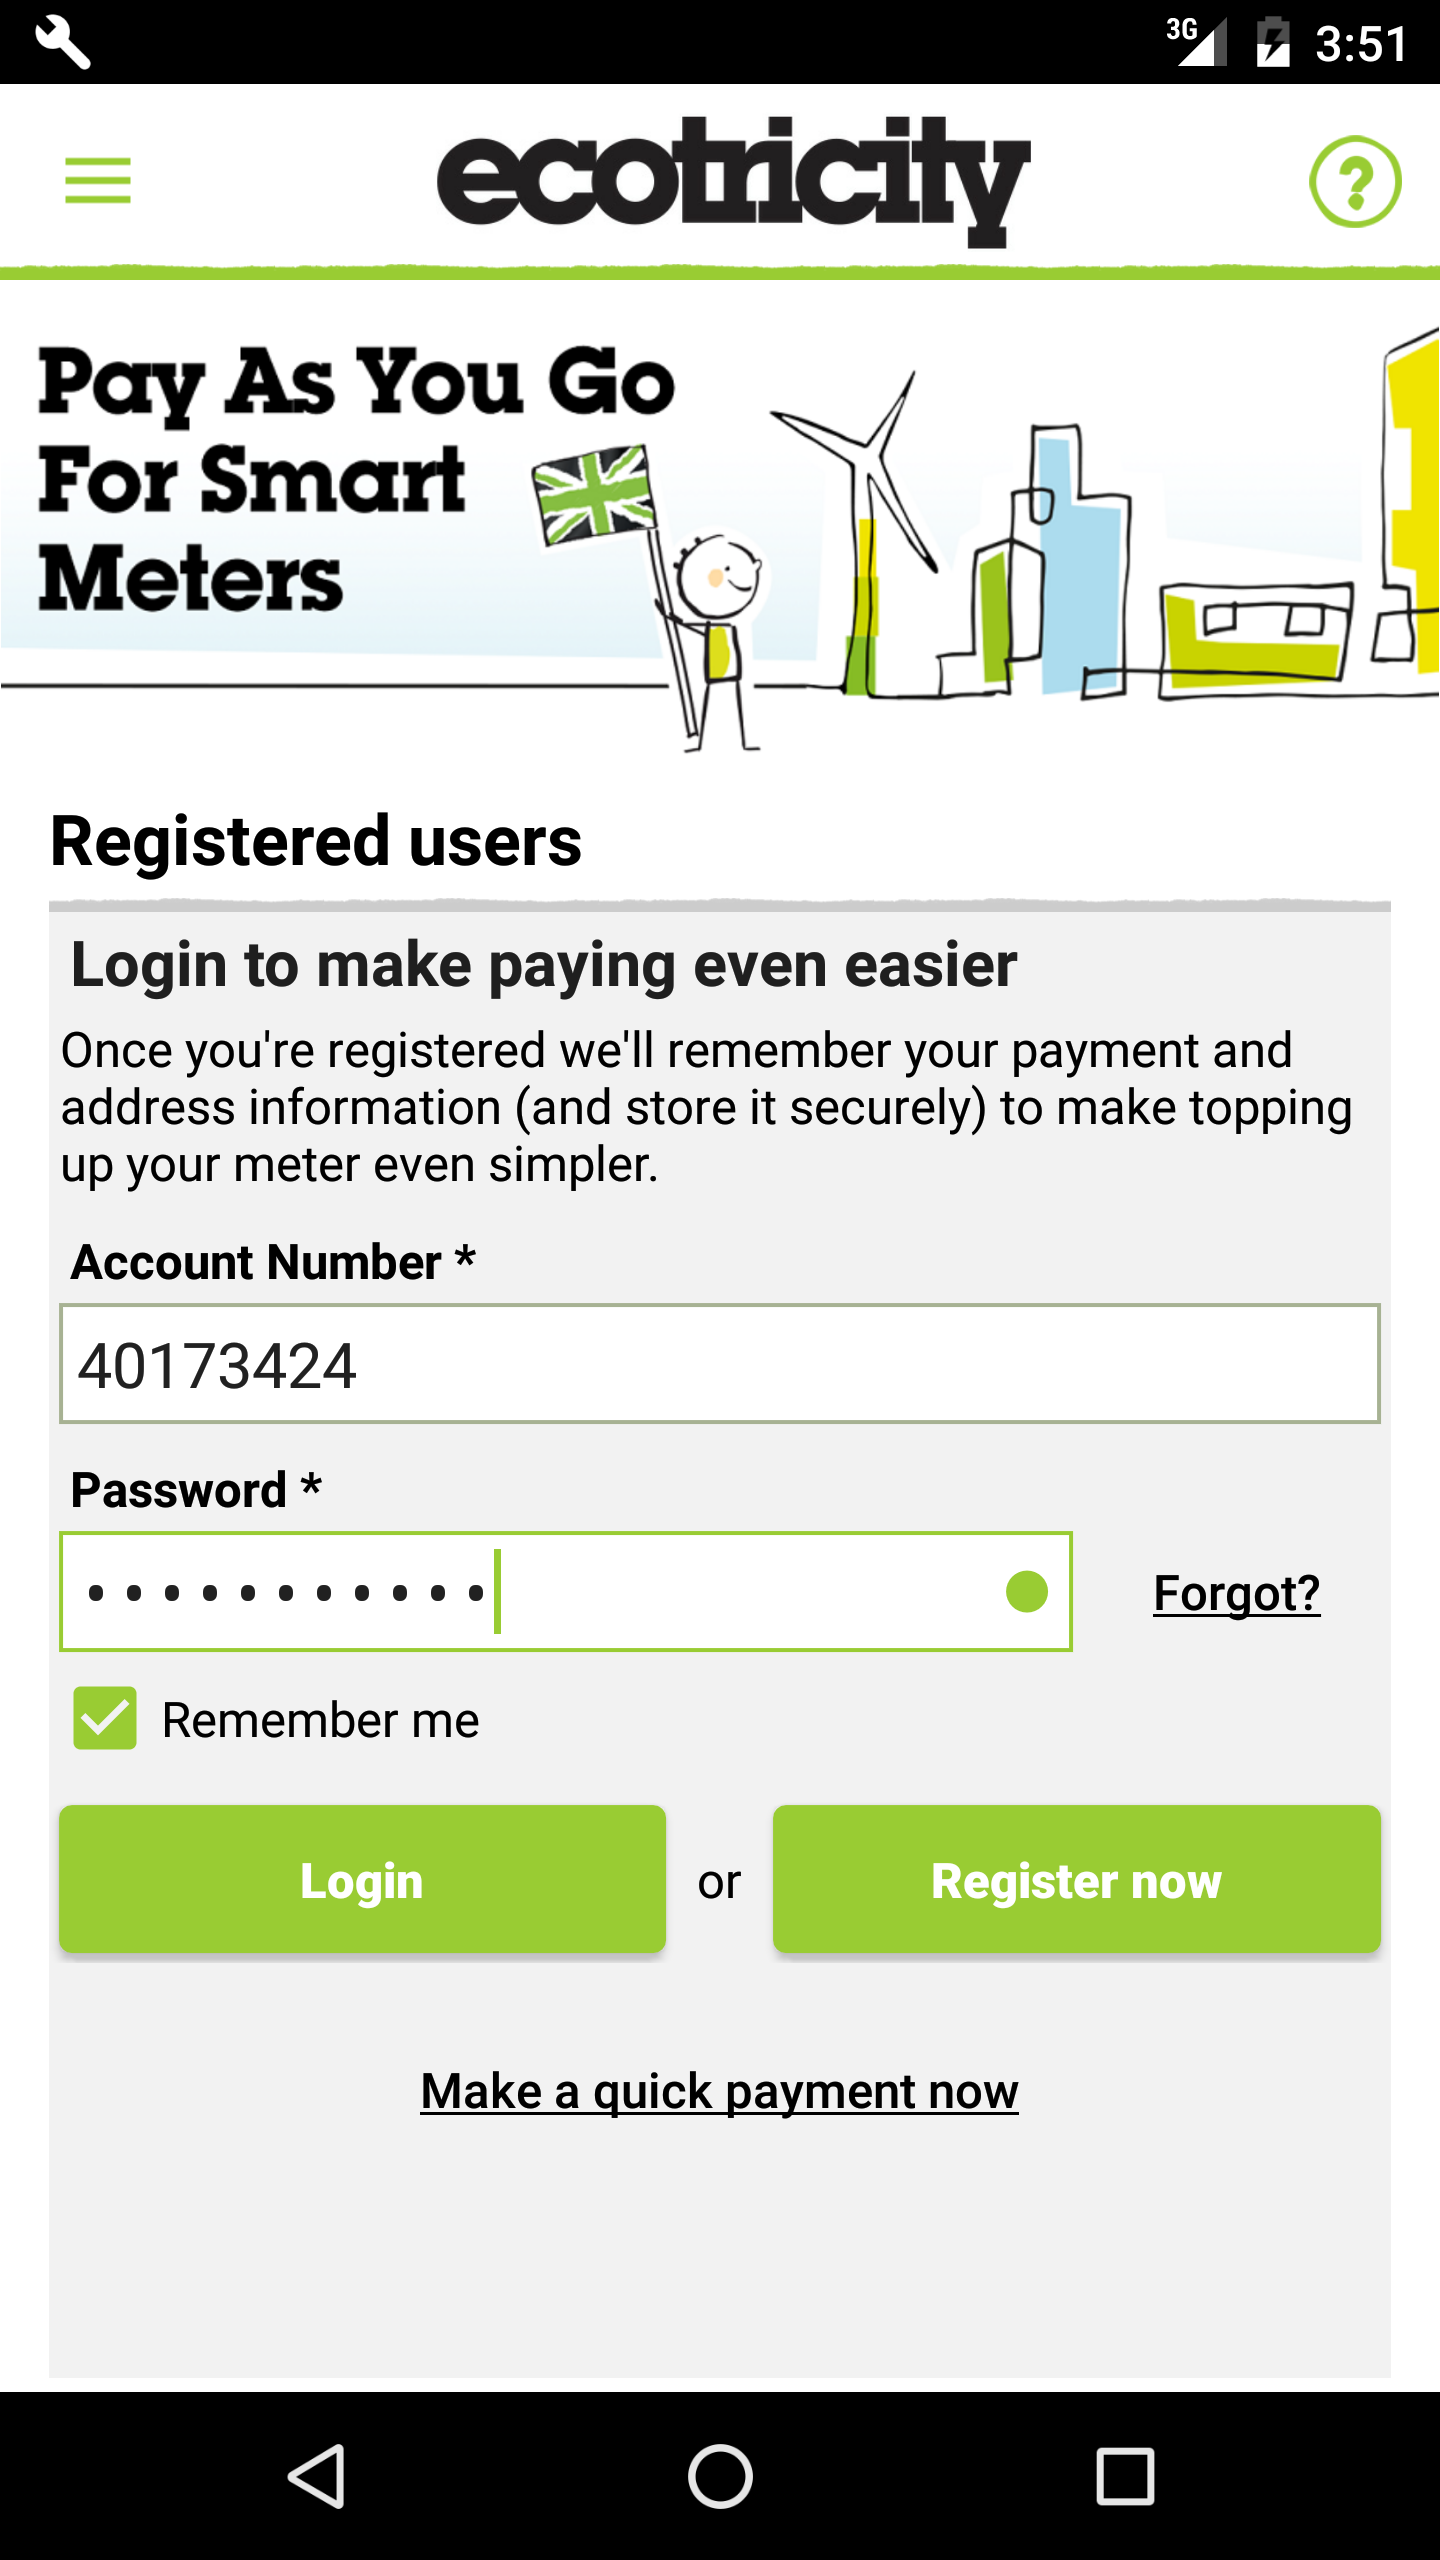 3G 3:51
ecotricity
?
Pay As You Go
For Smart
Meters
Registered users
Login to make paying even easier
Once you're registered we'll remember your payment and
address information (and store it securely) to make topping
up your meter even simpler.
Account Number *
40173424
Password *
•••••••••••
Forgot?
Remember me
Login or Register now
Make a quick payment now